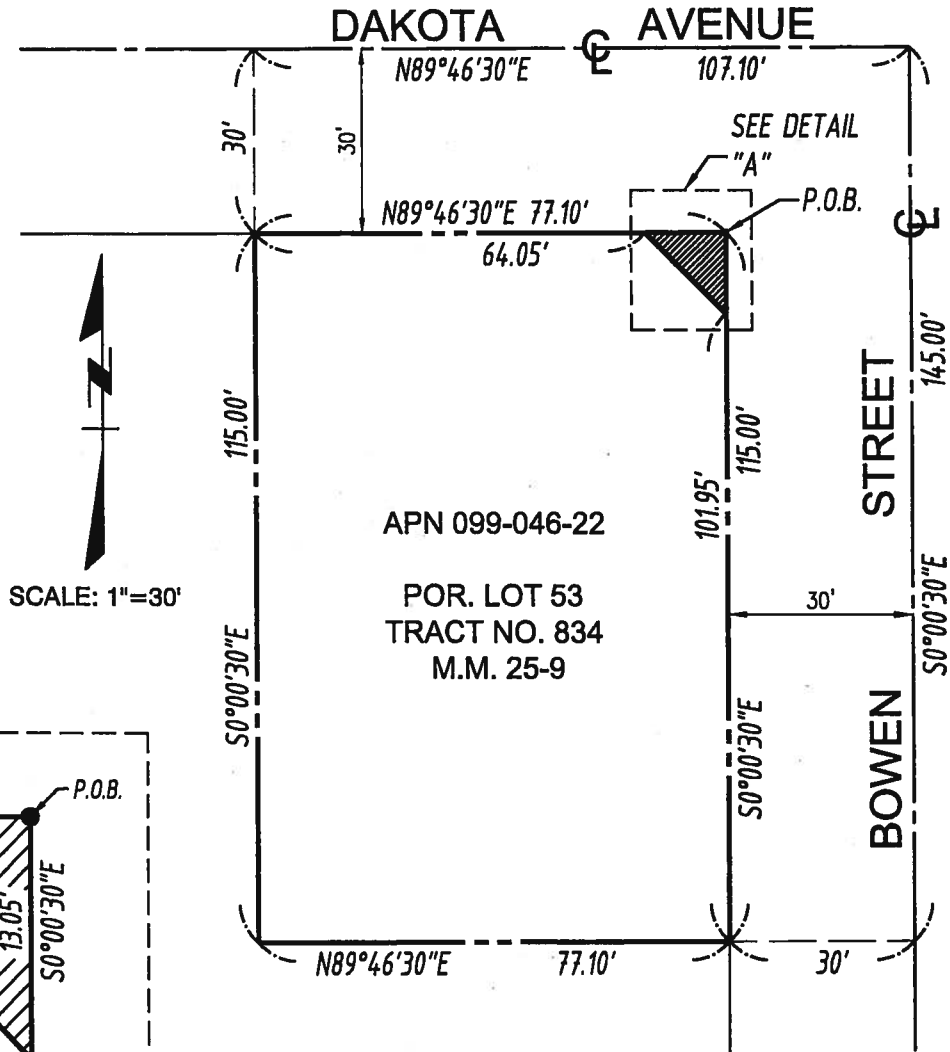 DAKOTA AVENUE
℄
N89°46'30"E 107.10'
30'
30'
SEE DETAIL
"A"
P.O.B.
N89°46'30"E 77.10'
64.05'
℄
N
SCALE: 1"=30'
115.00'
S0°00'30"E
APN 099-046-22
POR. LOT 53
TRACT NO. 834
M.M. 25-9
115.00'
101.95'
S0°00'30"E
30'
BOWEN STREET
145.00'
S0°00'30"E
N89°46'30"E 77.10'
30'
P.O.B.
13.05'
S0°00'30"E